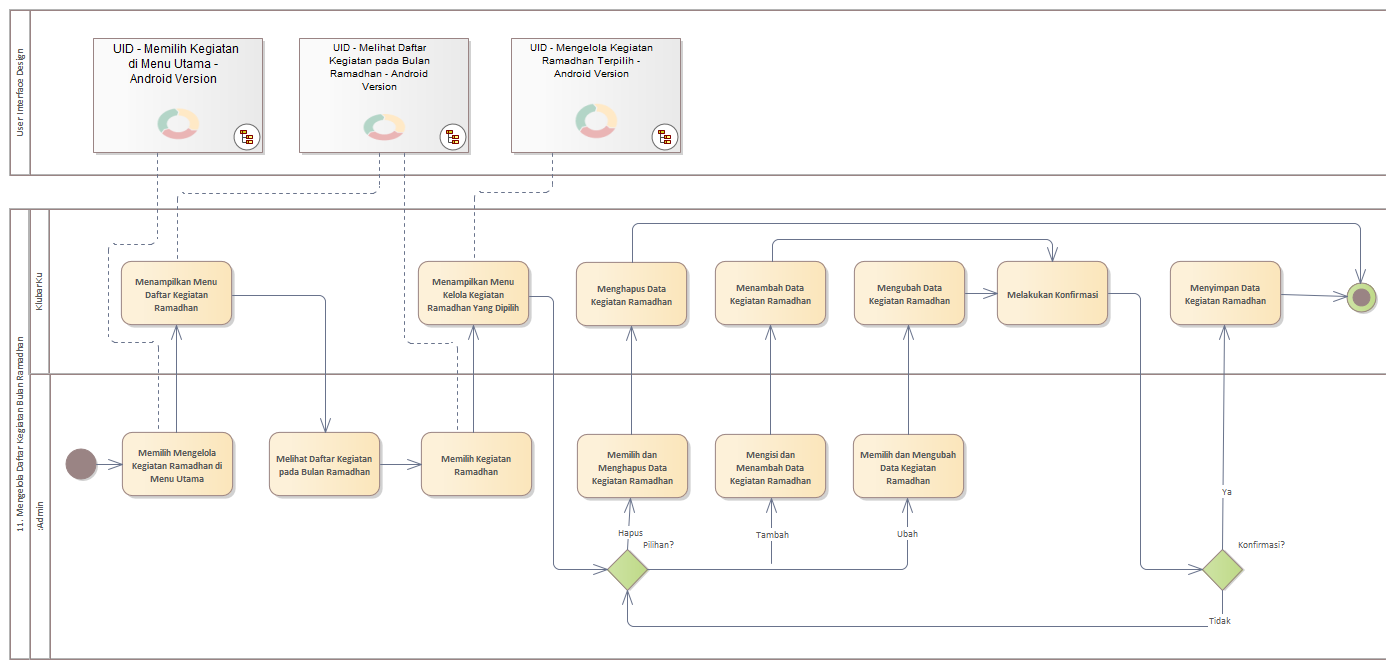 User Interface Design
UID - Memilih Kegiatan
di Menu Utama -
Android Version
UID - Melihat Daftar
Kegiatan pada Bulan
Ramadhan - Android
Version
UID - Mengelola Kegiatan
Ramadhan Terpilih -
Android Version
11. Mengelola Daftar Kegiatan Bulan Ramadhan
KlubarKu
Menampilkan Menu
Daftar Kegiatan
Ramadhan
Menampilkan Menu
Kelola Kegiatan
Ramadhan Yang Dipilih
Menghapus Data
Kegiatan Ramadhan
Menambah Data
Kegiatan Ramadhan
Mengubah Data
Kegiatan Ramadhan
Melakukan Konfirmasi
Menyimpan Data
Kegiatan Ramadhan
:Admin
Memilih Mengelola
Kegiatan Ramadhan di
Menu Utama
Melihat Daftar Kegiatan
pada Bulan Ramadhan
Memilih Kegiatan
Ramadhan
Memilih dan
Menghapus Data
Kegiatan Ramadhan
Mengisi dan
Menambah Data
Kegiatan Ramadhan
Memilih dan Mengubah
Data Kegiatan
Ramadhan
Ya
Hapus
Tambah
Ubah
Pilihan?
Konfirmasi?
Tidak